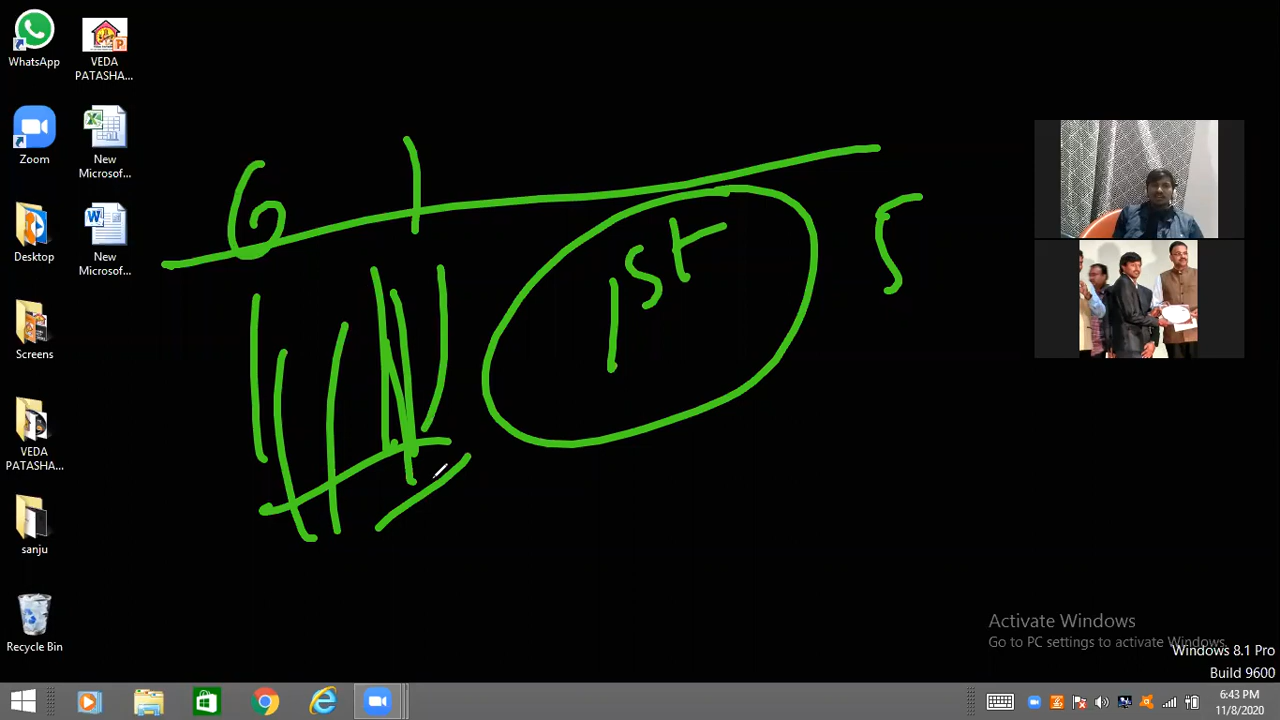 WhatsApp
VEDA
PATASHA...
Zoom
New
Microsof...
Desktop
New
Microsof...
Screens
VEDA
PATASHA...
sanju
Recycle Bin
6
1st
5
Activate Windows
Go to PC settings to activate Windows.
Windows 8.1 Pro
Build 9600
6:43 PM
11/8/2020